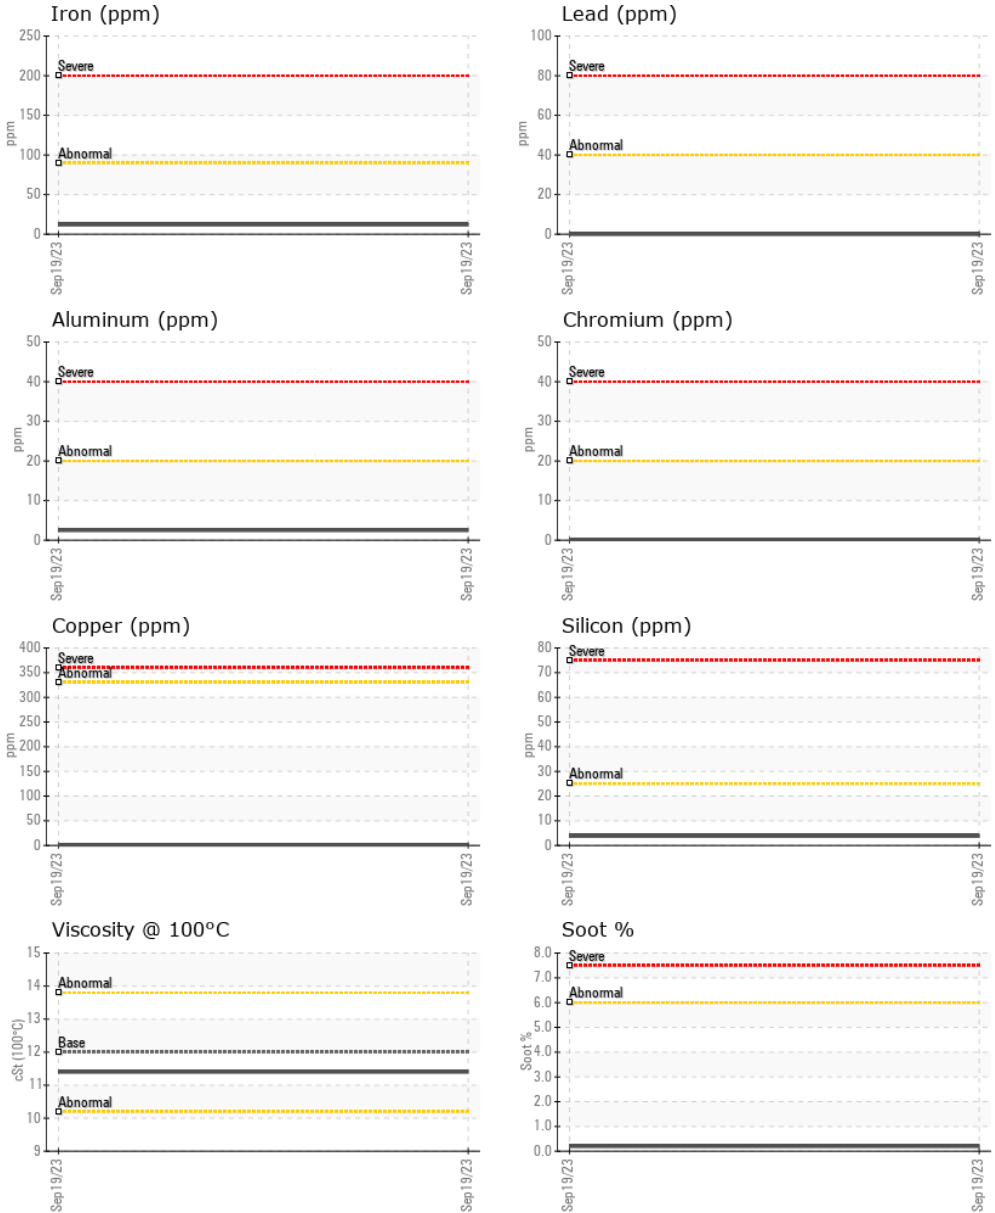 Iron (ppm)
250
200
150
100
50
0
ppm
Severe
Abnormal
Sep19/23
Sep19/23
Lead (ppm)
100
80
60
40
20
0
ppm
Severe
Abnormal
Sep19/23
Sep19/23
Aluminum (ppm)
50
40
30
20
10
0
ppm
Severe
Abnormal
Sep19/23
Sep19/23
Chromium (ppm)
50
40
30
20
10
0
ppm
Severe
Abnormal
Sep19/23
Sep19/23
Copper (ppm)
400
350
300
250
200
150
100
50
0
ppm
Severe
Abnormal
Sep19/23
Sep19/23
Silicon (ppm)
80
70
60
50
40
30
20
10
0
ppm
Severe
Abnormal
Sep19/23
Sep19/23
Viscosity @ 100°C
15
14
13
12
11
10
9
cSt (100°C)
Abnormal
Base
Abnormal
Sep19/23
Sep19/23
Soot %
8.0
7.0
6.0
5.0
4.0
3.0
2.0
1.0
0.0
Soot %
Severe
Abnormal
Sep19/23
Sep19/23